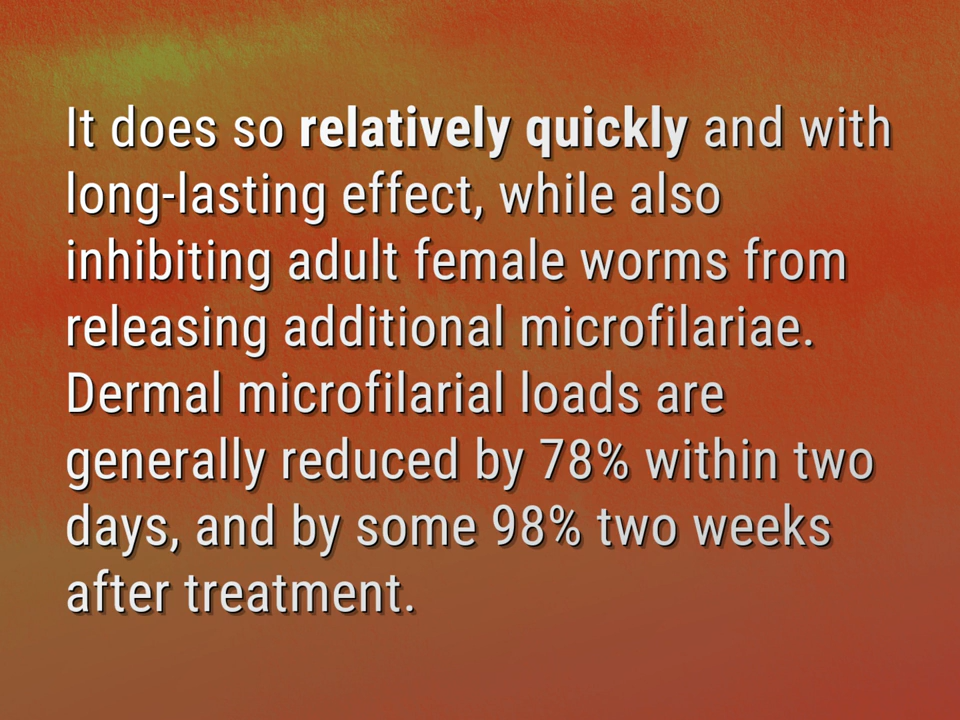 It does so relatively quickly and with
long-lasting effect, while also
inhibiting adult female worms from
releasing additional microfilariae.
Dermal microfilarial loads are
generally reduced by 78% within two
days, and by some 98% two weeks
after treatment.